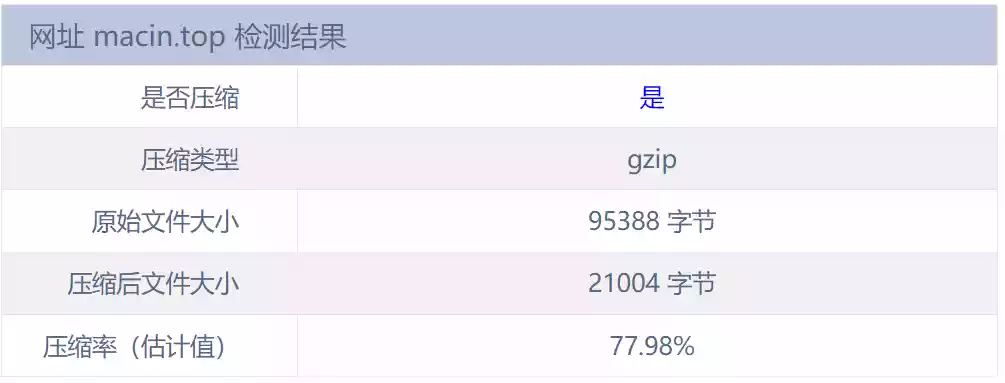 网址 macin.top 检测结果
是否压缩 是
压缩类型 gzip
原始文件大小 95388 字节
压缩后文件大小 21004 字节
压缩率（估计值） 77.98%